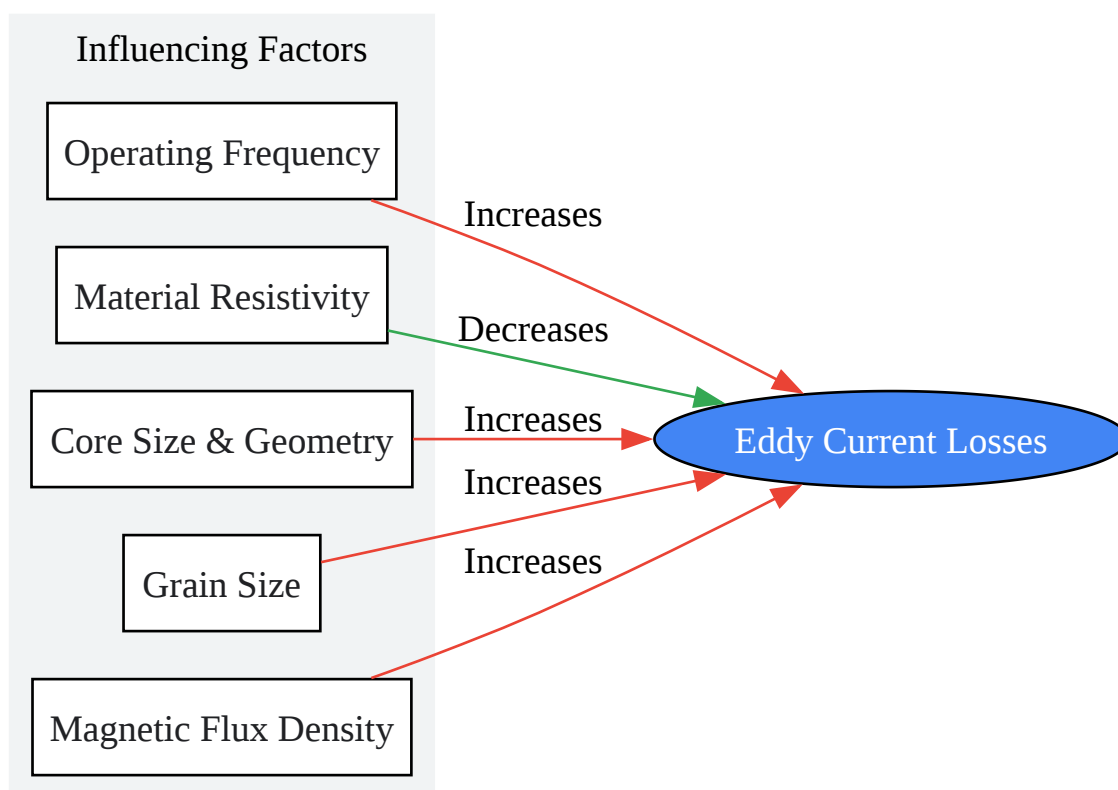 Influencing Factors
Operating Frequency
Increases
Material Resistivity
Decreases
Core Size & Geometry
Increases
Eddy Current Losses
Increases
Grain Size
Increases
Magnetic Flux Density